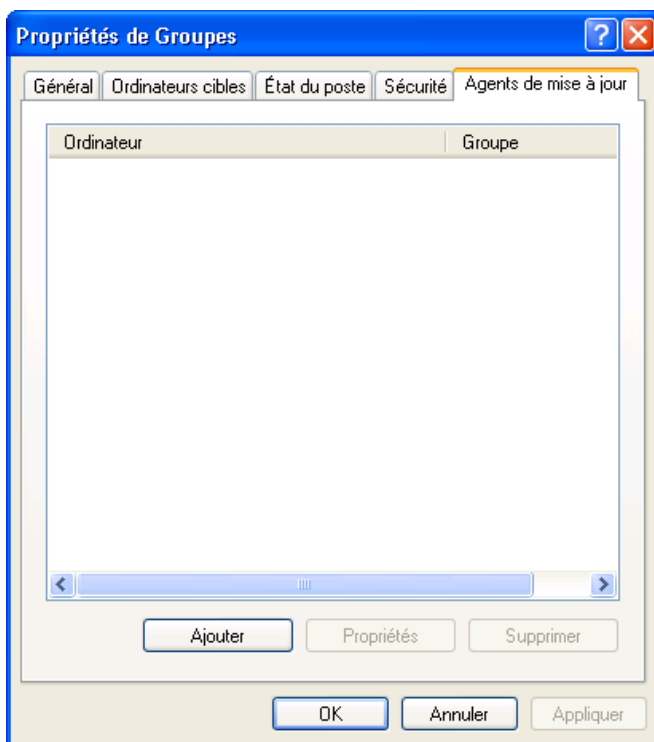 Propriétés de Groupes
Général Ordinateurs cibles État du poste Sécurité Agents de mise à jour
Ordinateur Groupe
Ajouter Propriétés Supprimer
OK Annuler Appliquer